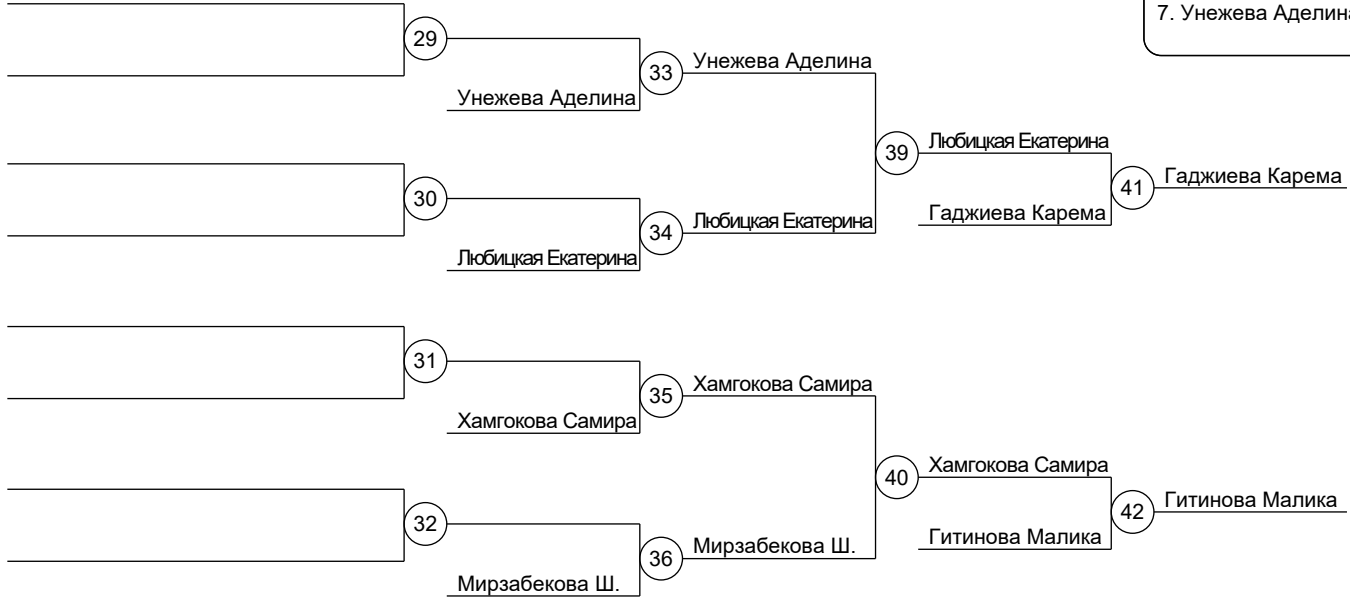 7. Унежева Аделина
29
33
Унежева Аделина
Унежева Аделина
39
Любицкая Екатерина
41
Гаджиева Карема
30
34
Любицкая Екатерина
Гаджиева Карема
Любицкая Екатерина
31
35
Хамгокова Самира
Хамгокова Самира
40
Хамгокова Самира
42
Гитинова Малика
32
36
Мирзабекова Ш.
Гитинова Малика
Мирзабекова Ш.